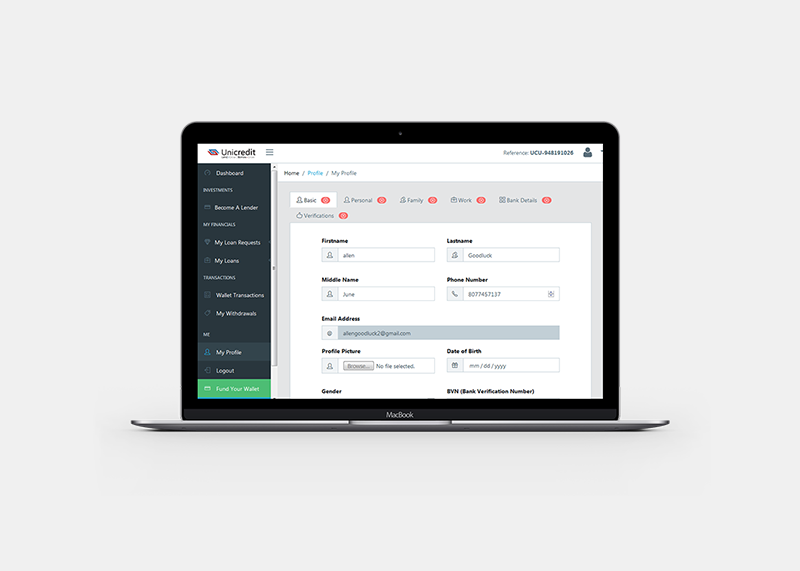 Unicredit
Reference: UCU-948191026
Dashboard
INVESTMENTS
Become A Lender
MY FINANCIALS
My Loan Requests
My Loans
TRANSACTIONS
Wallet Transactions
My Withdrawals
ME
My Profile
Logout
Fund Your Wallet
Home / Profile / My Profile
Basic Personal Family Work Bank Details
Verifications
Firstname Lastname
allen Goodluck
Middle Name Phone Number
June 8077457137
Email Address
@ allengoodluck2@gmail.com
Profile Picture Date of Birth
Browse... No file selected. mm / dd / yyyy
Gender BVN (Bank Verification Number)
MacBook